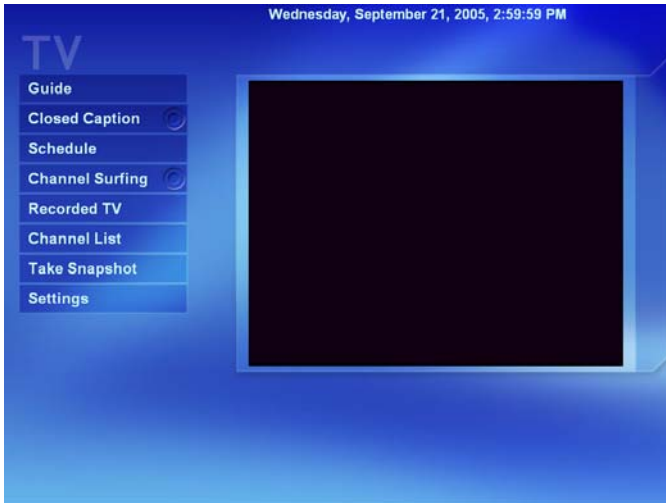 Wednesday, September 21, 2005, 2:59:59 PM
TV
Guide
Closed Caption
Schedule
Channel Surfing
Recorded TV
Channel List
Take Snapshot
Settings